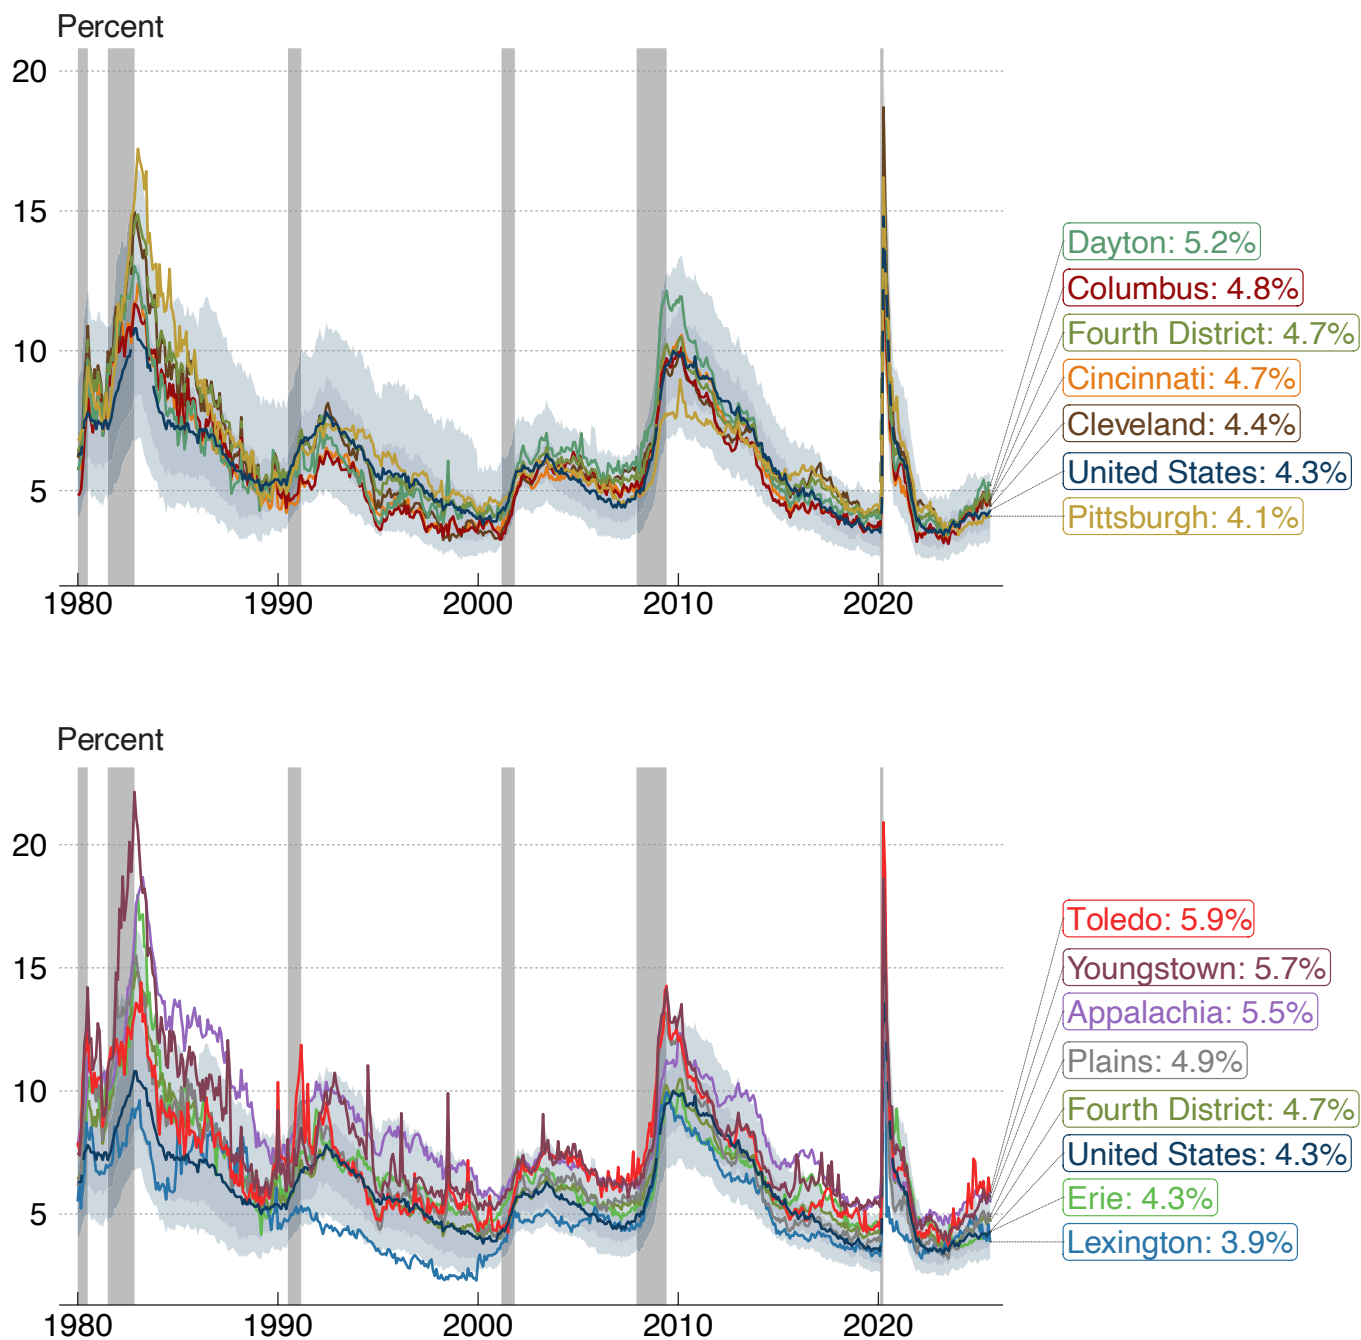 Percent
20
15
10
5
1980 1990 2000 2010 2020
Dayton: 5.2%
Columbus: 4.8%
Fourth District: 4.7%
Cincinnati: 4.7%
Cleveland: 4.4%
United States: 4.3%
Pittsburgh: 4.1%
Percent
20
15
10
5
1980 1990 2000 2010 2020
Toledo: 5.9%
Youngstown: 5.7%
Appalachia: 5.5%
Plains: 4.9%
Fourth District: 4.7%
United States: 4.3%
Erie: 4.3%
Lexington: 3.9%